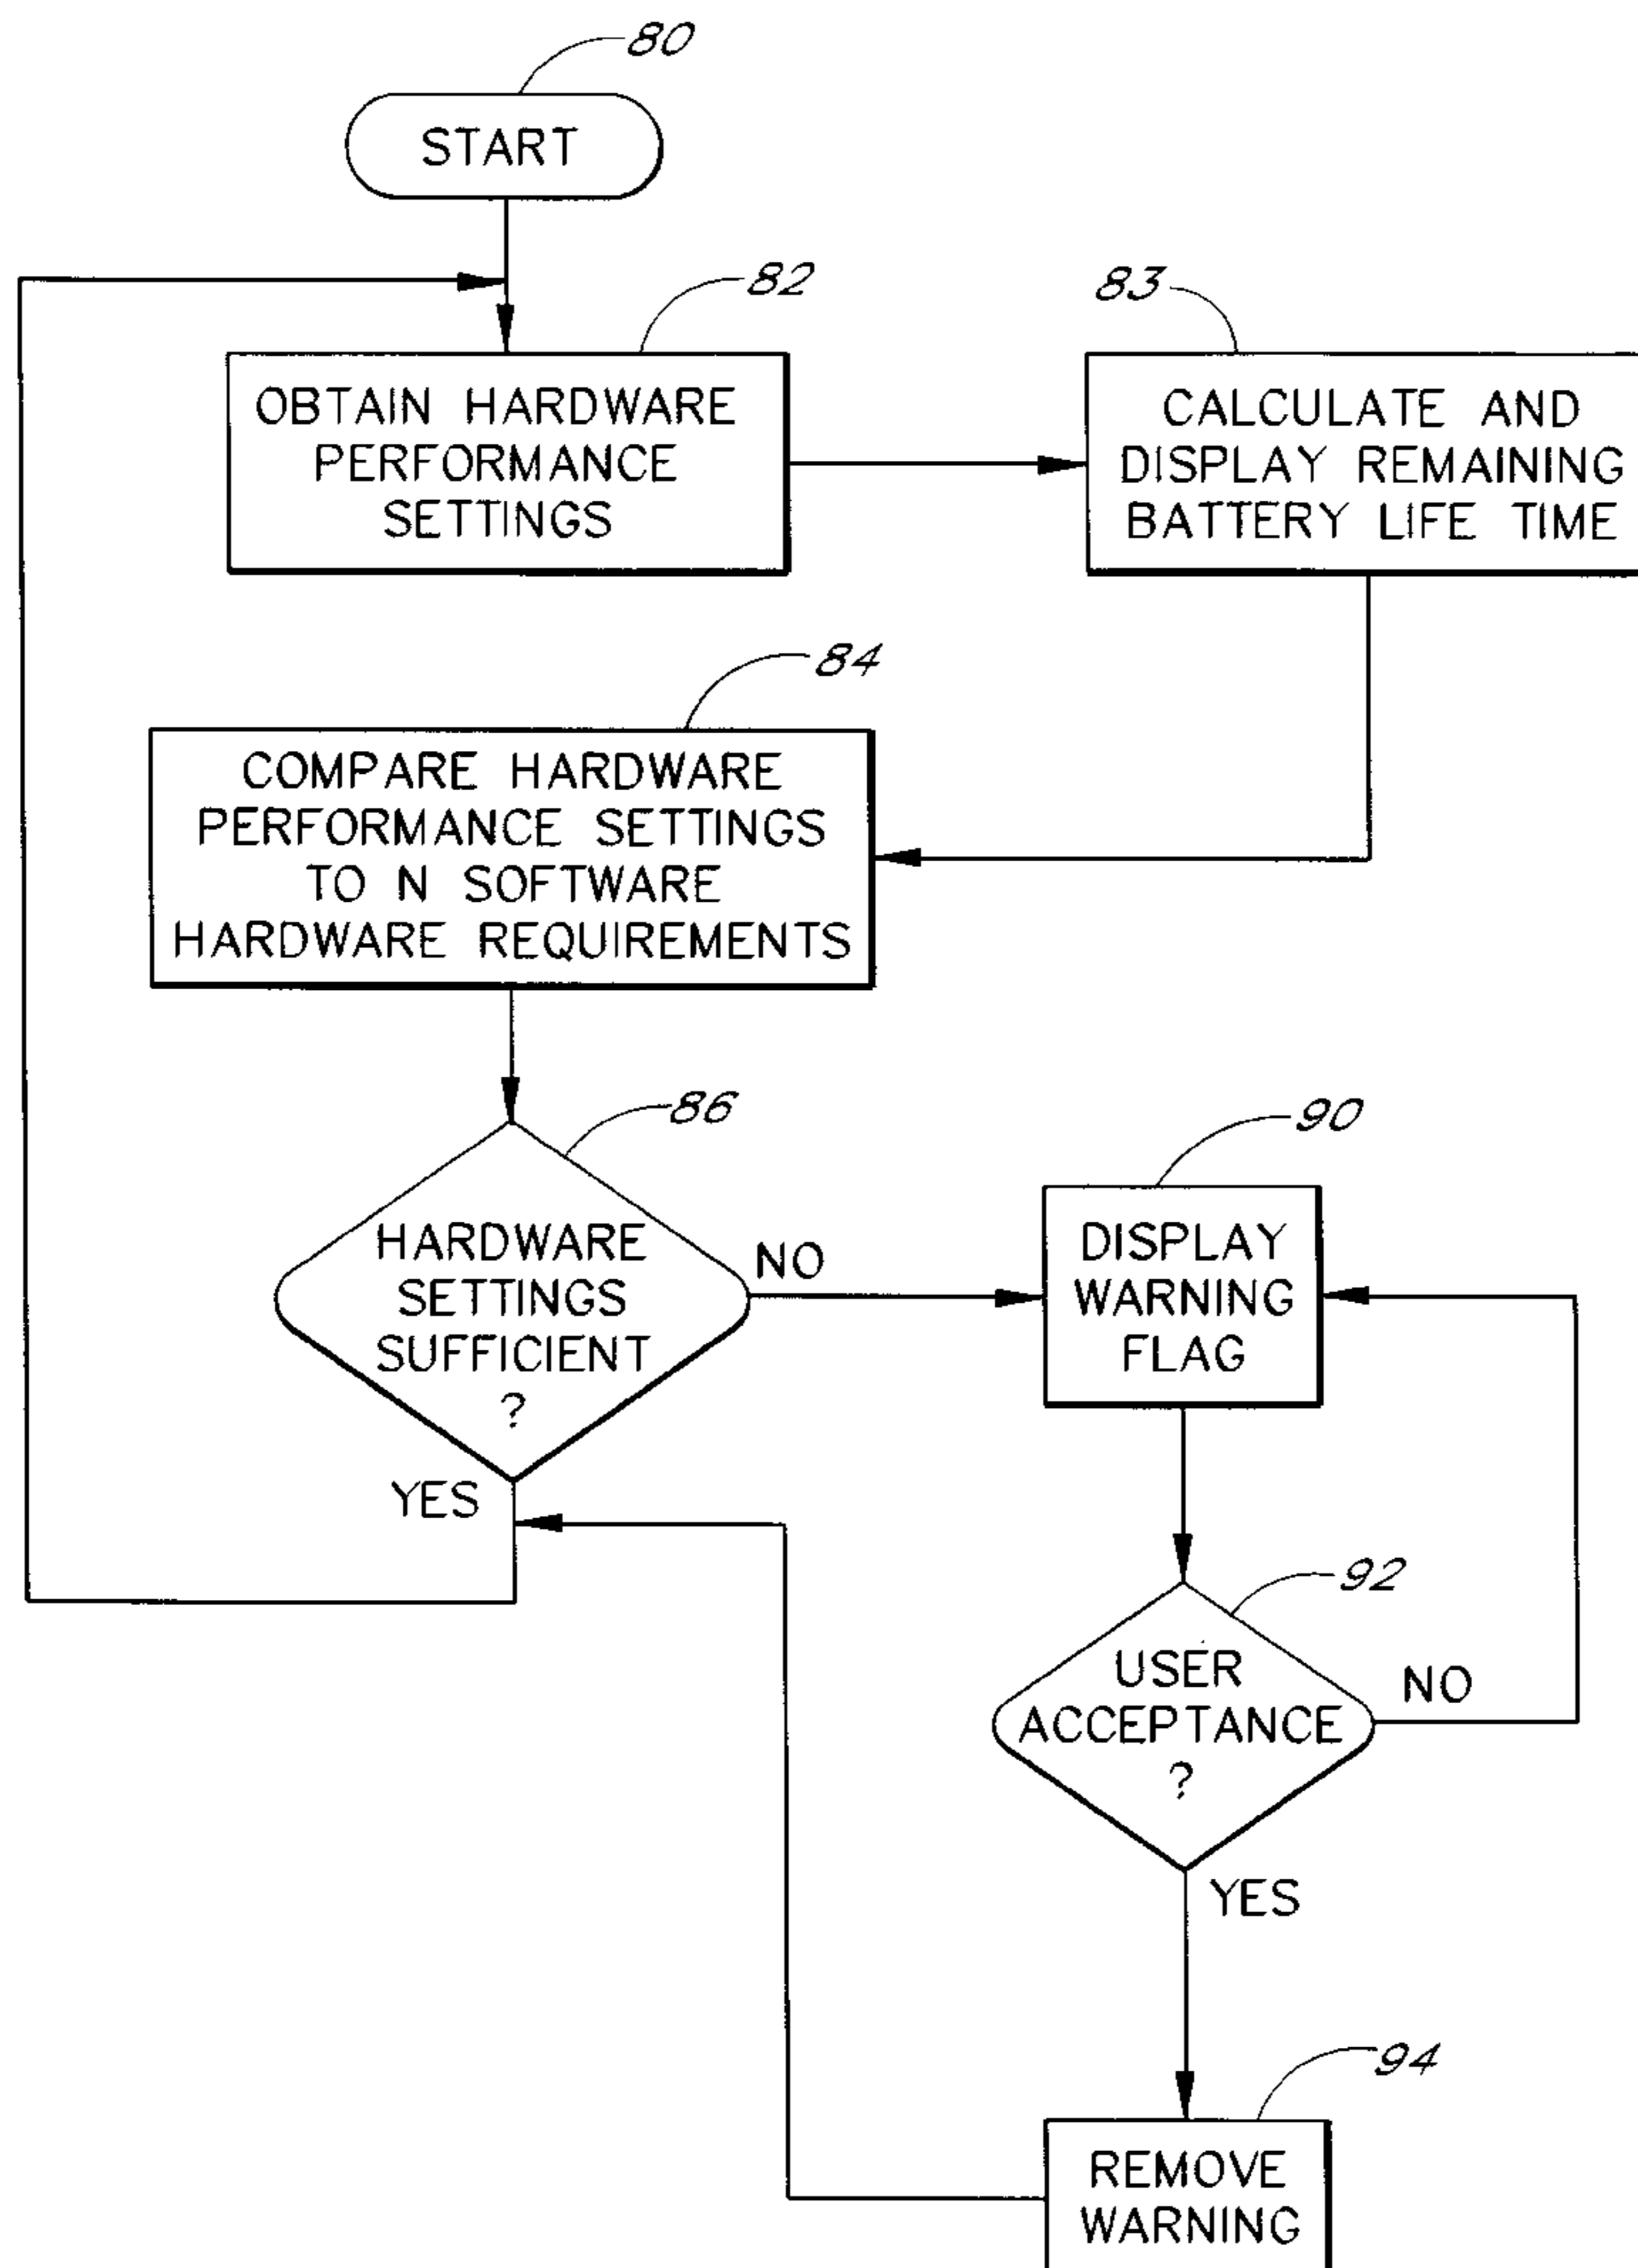 80
START
82
OBTAIN HARDWARE
PERFORMANCE
SETTINGS
83
CALCULATE AND
DISPLAY REMAINING
BATTERY LIFE TIME
84
COMPARE HARDWARE
PERFORMANCE SETTINGS
TO N SOFTWARE
HARDWARE REQUIREMENTS
86
HARDWARE
SETTINGS
SUFFICIENT
?
NO
YES
90
DISPLAY
WARNING
FLAG
92
USER
ACCEPTANCE
?
NO
YES
94
REMOVE
WARNING